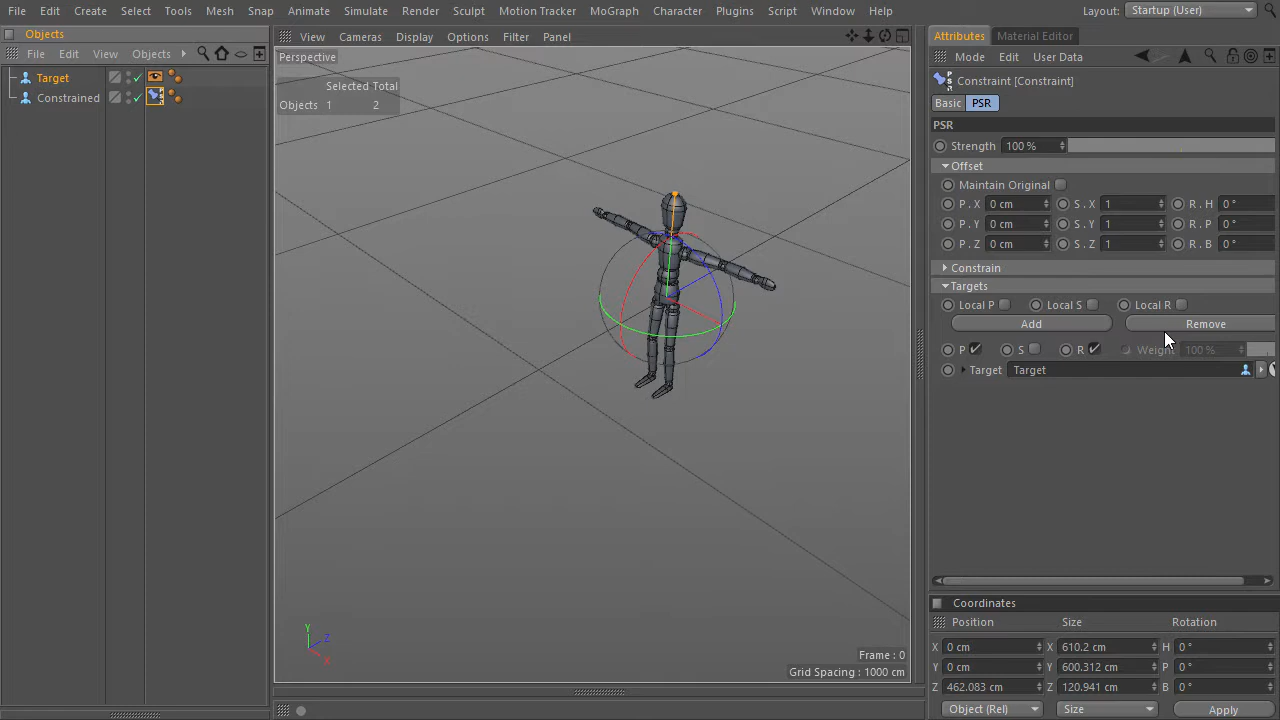 File Edit Create Select Tools Mesh Snap Animate Simulate Render Sculpt Motion Tracker MoGraph Character Plugins Script Window Help Layout: Startup (User)
Objects
File Edit View Objects
Target
Constrained
View Cameras Display Options Filter Panel
Perspective
Selected Total
Objects 1 2
Y
Z
X
Frame : 0
Grid Spacing : 1000 cm
Attributes Material Editor
Mode Edit User Data
Constraint [Constraint]
Basic PSR
PSR
Strength 100 %
Offset
Maintain Original
P . X 0 cm S . X 1 R . H 0 °
P . Y 0 cm S . Y 1 R . P 0 °
P . Z 0 cm S . Z 1 R . B 0 °
Constrain
Targets
Local P Local S Local R
Add Remove
P S R Weight 100 %
Target Target
Coordinates
Position Size Rotation
X 0 cm X 610.2 cm H 0 °
Y 0 cm Y 600.312 cm P 0 °
Z 462.083 cm Z 120.941 cm B 0 °
Object (Rel) Size Apply